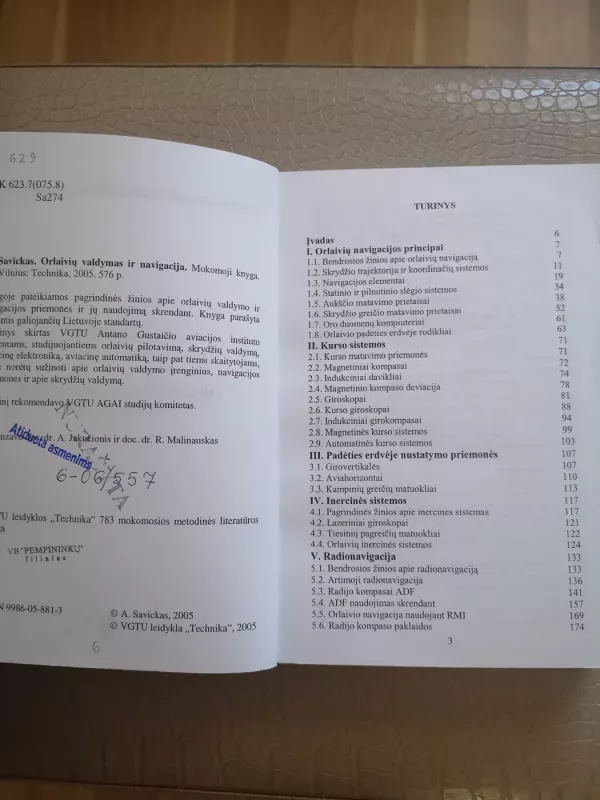 629
K 623.7(075.8)
Sa274
Savickas. Orlaivių valdymas ir navigacija. Mokomoji knyga.
Vilnius: Technika, 2005. 576 p.
goje pateikiamos pagrindinės žinios apie orlaivių valdymo ir
gacijos priemones ir jų naudojimą skrendant. Knyga parašyta
ntis galiojančių Lietuvoje standartų.
inys skirtas VGTU Antano Gustaičio aviacijos instituto
entams, studijuojantiems orlaivių pilotavimą, skrydžių valdymą,
cinę elektroniką, aviacinę automatiką, taip pat tiems skaitytojams,
e norėtų sužinoti apie orlaivio valdymo įrenginius, navigacijos
mones ir apie skrydžių valdymą.
inį rekomendavo VGTU AGAI studijų komitetas.
dr. A. Jakučionis ir doc. dr. R. Malinauskas
NURAŠYTA
Atiduota asmenims
6-06/557
TU leidyklos „Technika“ 783 mokomosios metodinės literatūros
ga
VB "PEMPININKŲ"
filialas
N 9986-05-881-3
© A. Savickas, 2005
© VGTU leidykla „Technika“, 2005
6
TURINYS
Įvadas 6
I. Orlaivių navigacijos principai 7
1.1. Bendrosios žinios apie orlaivių navigaciją 7
1.2. Skrydžio trajektorija ir koordinačių sistemos 11
1.3. Navigacijos elementai 19
1.4. Statinio ir pilnutinio slėgio sistemos 34
1.5. Aukščio matavimo prietaisai 38
1.6. Skrydžio greičio matavimo prietaisai 52
1.7. Oro duomenų kompiuteriai 61
1.8. Orlaivio padėties erdvėje rodikliai 63
II. Kurso sistemos 71
2.1. Kurso matavimo priemonės 71
2.2. Magnetiniai kompasai 72
2.3. Indukciniai davikliai 74
2.4. Magnetinio kompaso deviacija 78
2.5. Giroskopai 81
2.6. Kurso giroskopai 88
2.7. Indukciniai girokompasai 94
2.8. Magnetinės kurso sistemos 99
2.9. Automatinės kurso sistemos 103
III. Padėties erdvėje nustatymo priemonės 107
3.1. Girovertikalės 107
3.2. Aviahorizontai 110
3.3. Kampinių greičių matuokliai 113
IV. Inercinės sistemos 117
4.1. Pagrindinės žinios apie inercines sistemas 117
4.2. Lazeriniai giroskopai 121
4.3. Tiesinių pagreičių matuokliai 122
4.4. Orlaivių inercinės sistemos 124
V. Radionavigacija 133
5.1. Bendrosios žinios apie radionavigaciją 133
5.2. Artimoji radionavigacija 136
5.3. Radijo kompasai ADF 141
5.4. ADF naudojimas skrendant 157
5.5. Orlaivio navigacija naudojant RMI 169
5.6. Radijo kompaso paklaidos 174
3